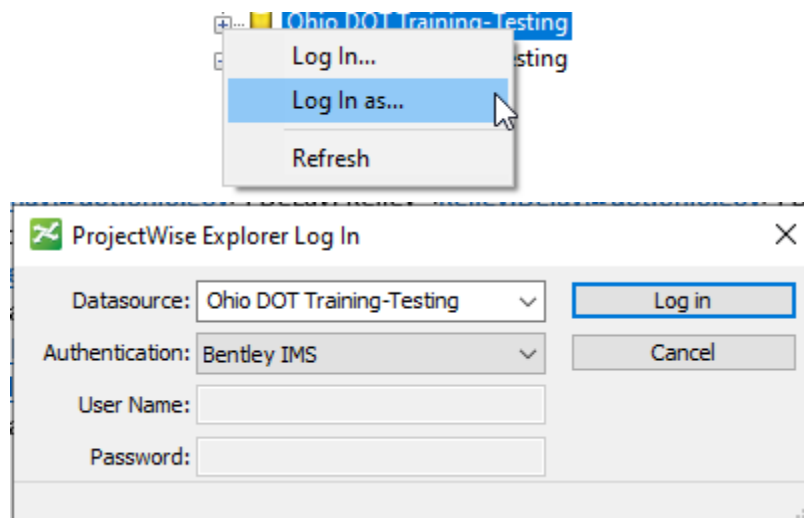 Ohio DOT Training-Testing
Log In...
sting
Log In as...
Refresh
ProjectWise Explorer Log In
Datasource: Ohio DOT Training-Testing
Log in
Authentication: Bentley IMS
Cancel
User Name:
Password: